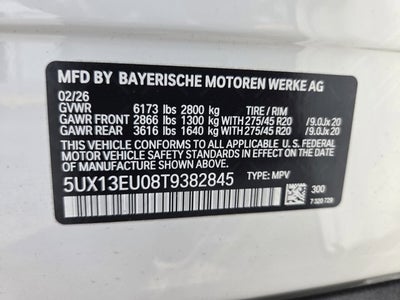 MFD BY BAYERISCHE MOTOREN WERKE AG
02/26
GVWR 6173 lbs 2800 kg TIRE / RIM
GAWR FRONT 2866 lbs 1300 kg 275/45 R20 /9.0Jx20
GAWR REAR 3616 lbs 1640 kg 275/45 R20 /9.0Jx20
THIS VEHICLE CONFORMS TO ALL APPLICABLE U.S. FEDERAL
MOTOR VEHICLE SAFETY STANDARDS IN EFFECT ON THE
DATE OF MANUFACTURE SHOWN ABOVE.
5UX13EU08T9382845 TYPE: MPV
300
7 320 729